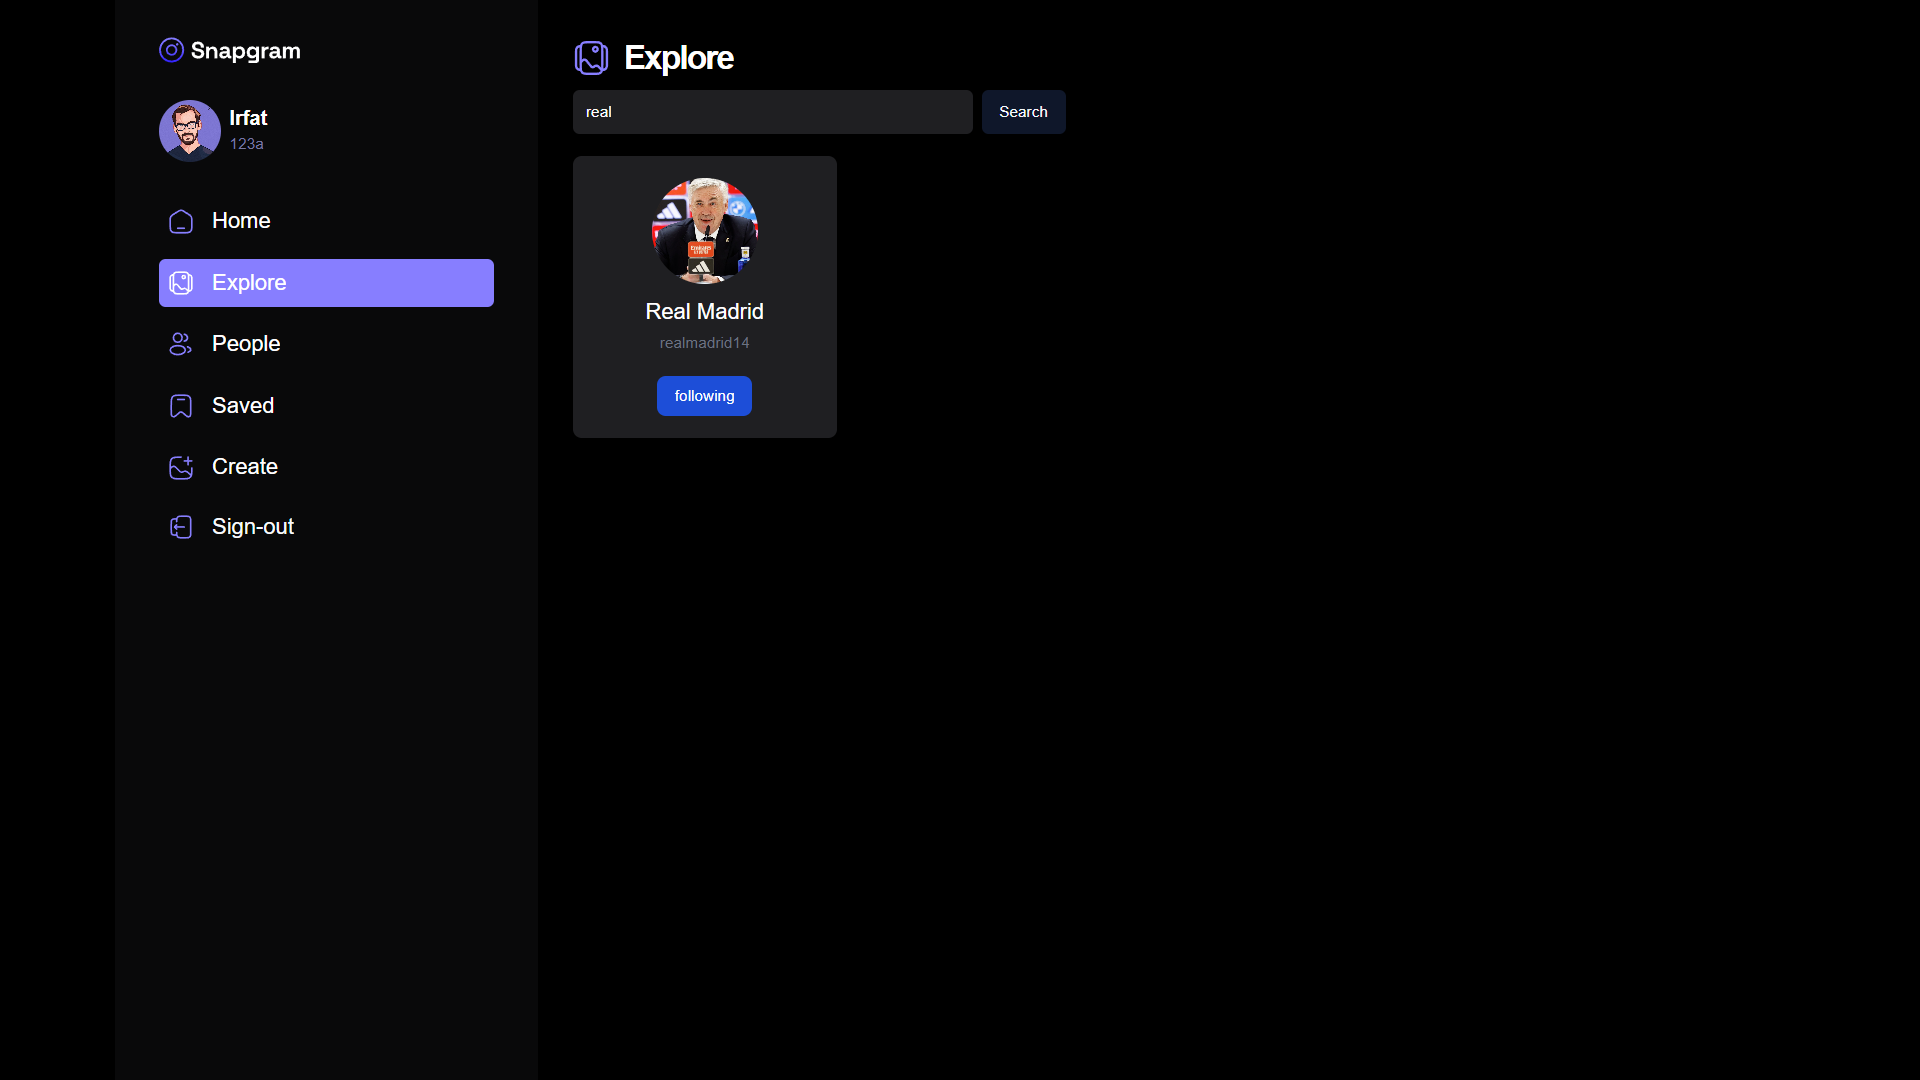 Snapgram
Irfat
123a
Home
Explore
People
Saved
Create
Sign-out
Explore
real
Search
Real Madrid
realmadrid14
following